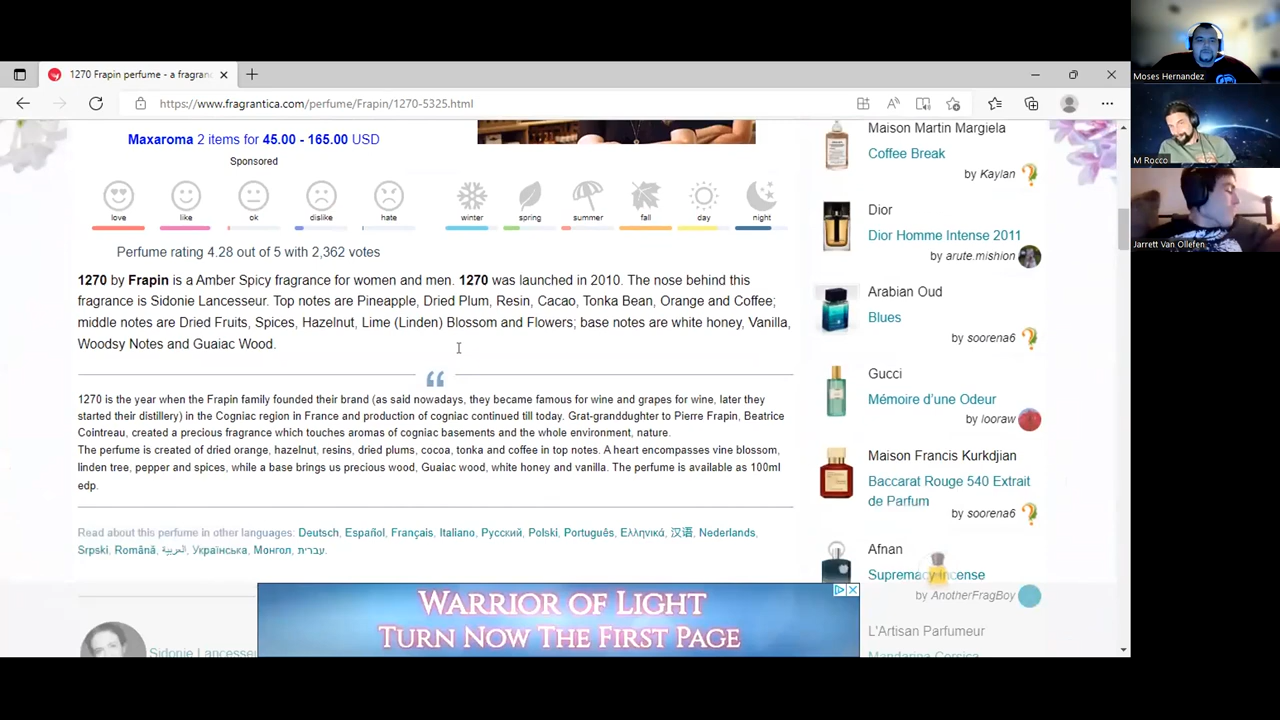 1270 Frapin perfume - a fragran
https://www.fragrantica.com/perfume/Frapin/1270-5325.html
Maxaroma 2 items for 45.00 - 165.00 USD
Sponsored
love like ok dislike hate winter spring summer fall day night
Perfume rating 4.28 out of 5 with 2,362 votes
1270 by Frapin is a Amber Spicy fragrance for women and men. 1270 was launched in 2010. The nose behind this
fragrance is Sidonie Lancesseur. Top notes are Pineapple, Dried Plum, Resin, Cacao, Tonka Bean, Orange and Coffee;
middle notes are Dried Fruits, Spices, Hazelnut, Lime (Linden) Blossom and Flowers; base notes are white honey, Vanilla,
Woodsy Notes and Guaiac Wood.
1270 is the year when the Frapin family founded their brand (as said nowadays, they became famous for wine and grapes for wine, later they
started their distillery) in the Cogniac region in France and production of cogniac continued till today. Grat-granddughter to Pierre Frapin, Beatrice
Cointreau, created a precious fragrance which touches aromas of cogniac basements and the whole environment, nature.
The perfume is created of dried orange, hazelnut, resins, dried plums, cocoa, tonka and coffee in top notes. A heart encompasses vine blossom,
linden tree, pepper and spices, while a base brings us precious wood, Guaiac wood, white honey and vanilla. The perfume is available as 100ml
edp.
Read about this perfume in other languages: Deutsch, Español, Français, Italiano, Русский, Polski, Português, Ελληνικά, 汉语, Nederlands,
Srpski, Română, العربية, Українська, Монгол, עברית.
Sidonie Lancesseu
WARRIOR OF LIGHT
TURN NOW THE FIRST PAGE
Maison Martin Margiela
Coffee Break
by Kaylan
Dior
Dior Homme Intense 2011
by arute.mishion
Arabian Oud
Blues
by soorena6
Gucci
Mémoire d'une Odeur
by looraw
Maison Francis Kurkdjian
Baccarat Rouge 540 Extrait
de Parfum
by soorena6
Afnan
Supremacy Incense
by AnotherFragBoy
L'Artisan Parfumeur
Mandarina Corsica
Moses Hernandez
M Rocco
Jarrett Van Ollefen